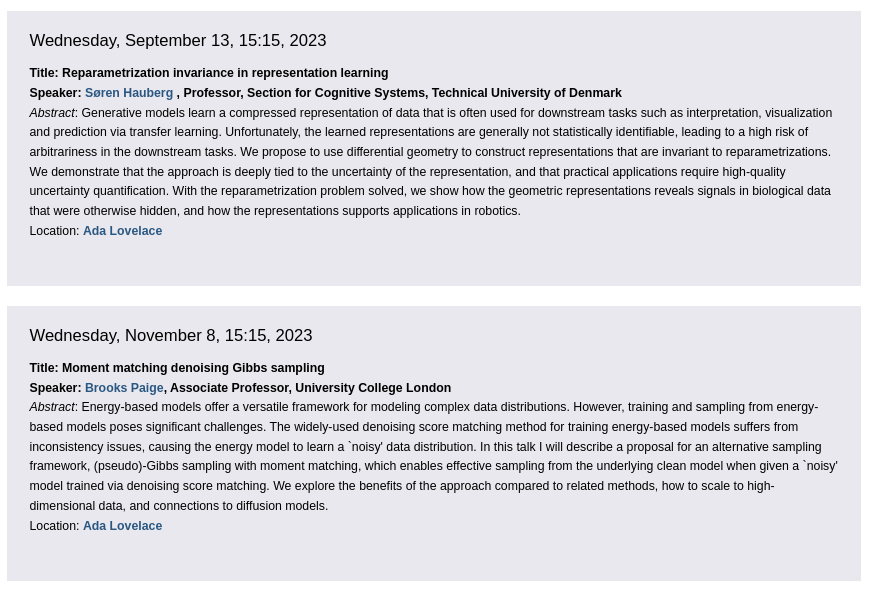 Wednesday, September 13, 15:15, 2023
Title: Reparametrization invariance in representation learning
Speaker: Søren Hauberg , Professor, Section for Cognitive Systems, Technical University of Denmark
Abstract: Generative models learn a compressed representation of data that is often used for downstream tasks such as interpretation, visualization
and prediction via transfer learning. Unfortunately, the learned representations are generally not statistically identifiable, leading to a high risk of
arbitrariness in the downstream tasks. We propose to use differential geometry to construct representations that are invariant to reparametrizations.
We demonstrate that the approach is deeply tied to the uncertainty of the representation, and that practical applications require high-quality
uncertainty quantification. With the reparametrization problem solved, we show how the geometric representations reveals signals in biological data
that were otherwise hidden, and how the representations supports applications in robotics.
Location: Ada Lovelace
Wednesday, November 8, 15:15, 2023
Title: Moment matching denoising Gibbs sampling
Speaker: Brooks Paige, Associate Professor, University College London
Abstract: Energy-based models offer a versatile framework for modeling complex data distributions. However, training and sampling from energy-
based models poses significant challenges. The widely-used denoising score matching method for training energy-based models suffers from
inconsistency issues, causing the energy model to learn a `noisy' data distribution. In this talk I will describe a proposal for an alternative sampling
framework, (pseudo)-Gibbs sampling with moment matching, which enables effective sampling from the underlying clean model when given a `noisy'
model trained via denoising score matching. We explore the benefits of the approach compared to related methods, how to scale to high-
dimensional data, and connections to diffusion models.
Location: Ada Lovelace